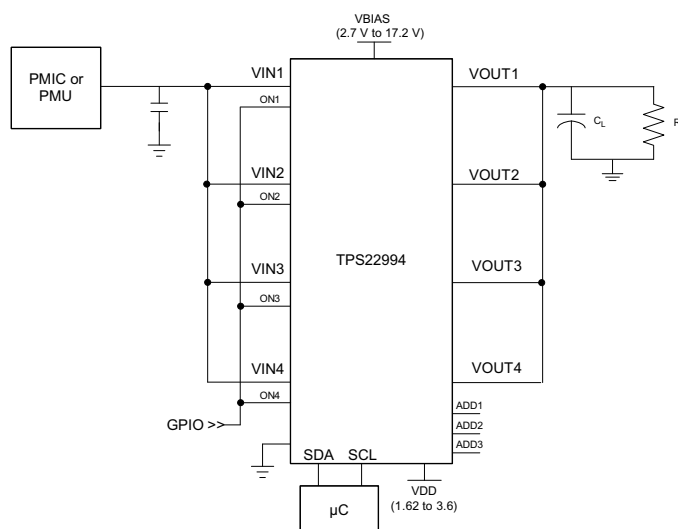 VBIAS
(2.7 V to 17.2 V)
PMIC or
PMU
VIN1
ON1
VIN2
ON2
VIN3
ON3
VIN4
ON4
GPIO >>
TPS22994
VOUT1
VOUT2
VOUT3
VOUT4
CL
ADD1
ADD2
ADD3
SDA
SCL
VDD
(1.62 to 3.6)
µC